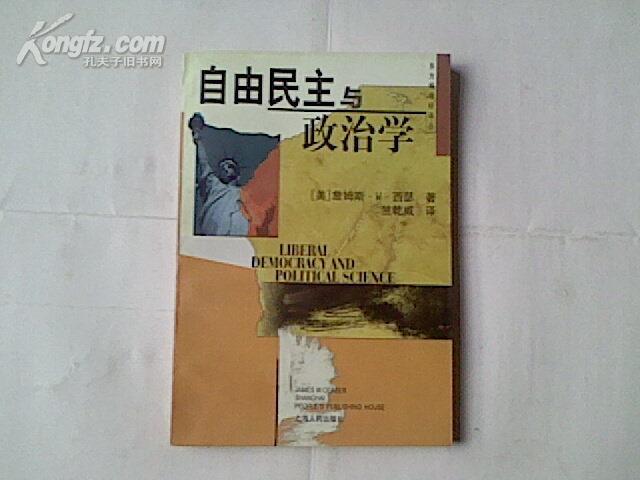 Kongfz.com
孔夫子旧书网
自由民主与
政治学
[美]詹姆斯·W·西瑟 著
竺乾威 译
LIBERAL
DEMOCRACY AND
POLITICAL SCIENCE
JAMES W.CEASER
SHANGHAI
PEOPLE'S PUBLISHING HOUSE
上海人民出版社